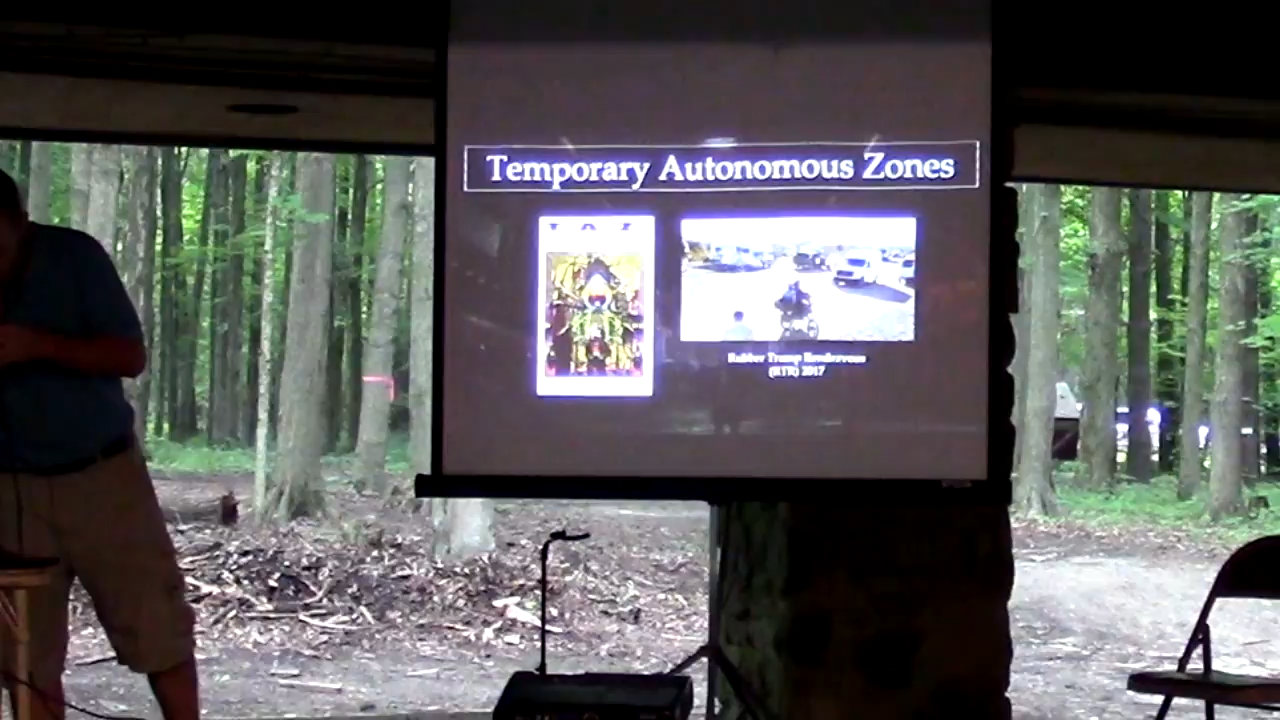 Temporary Autonomous Zones
T A Z
Rubber Tramp Rendezvous
(RTR) 2017